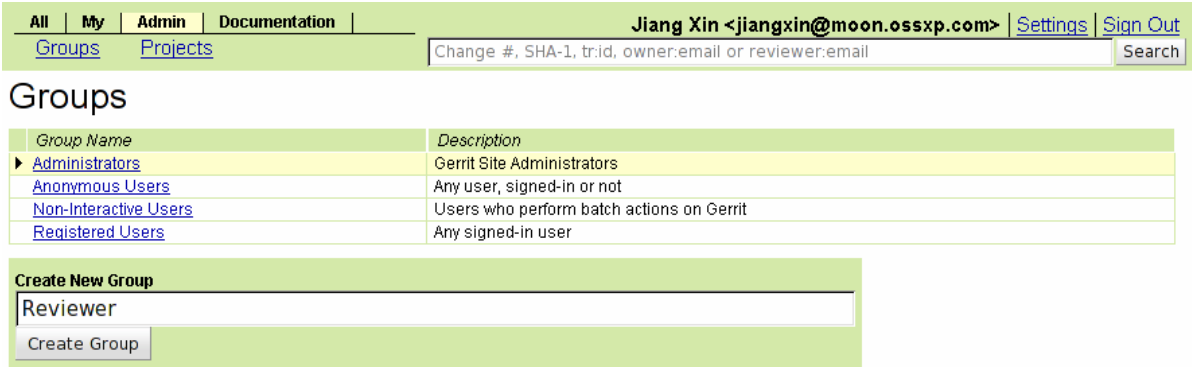 All My Admin Documentation Jiang Xin <jiangxin@moon.ossxp.com> Settings Sign Out
Groups Projects Change #, SHA-1, tr:id, owner:email or reviewer:email Search
Groups
Group Name Description
Administrators Gerrit Site Administrators
Anonymous Users Any user, signed-in or not
Non-Interactive Users Users who perform batch actions on Gerrit
Registered Users Any signed-in user
Create New Group
Reviewer
Create Group